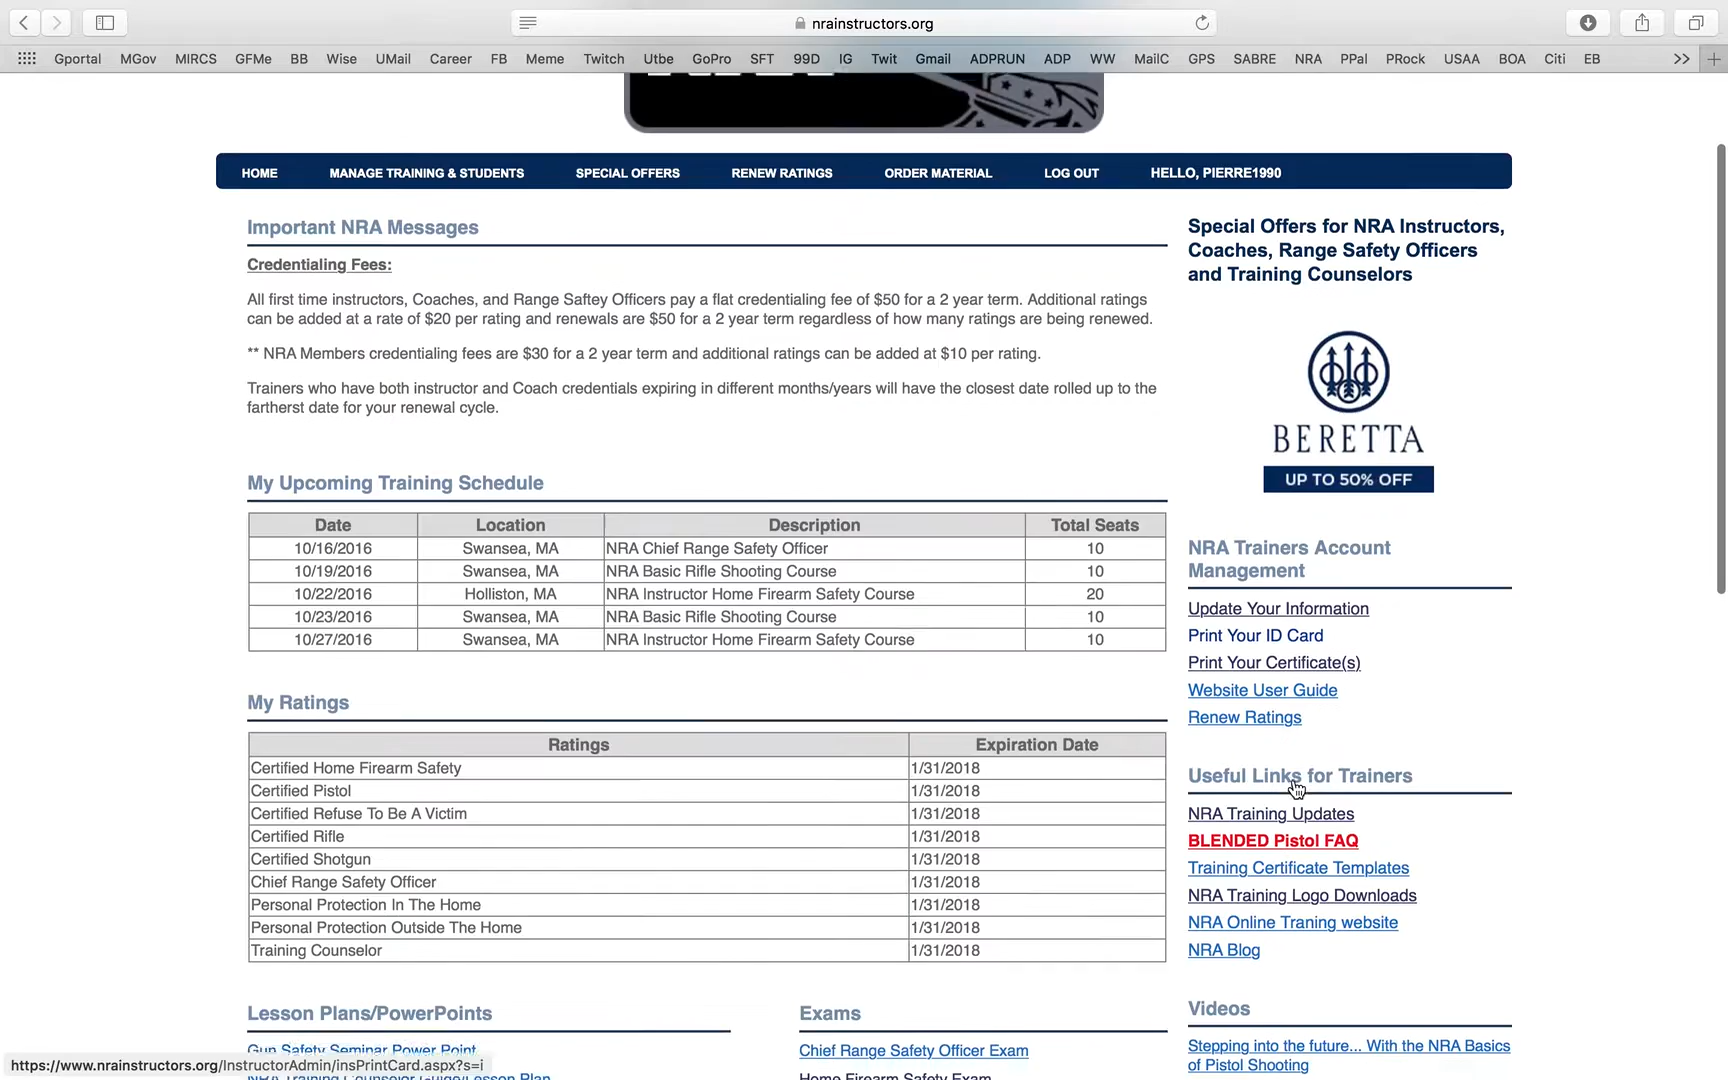 nrainstructors.org
Gportal MGov MIRCS GFMe BB Wise UMail Career FB Meme Twitch Utbe GoPro SFT 99D IG Twit Gmail ADPRUN ADP WW MailC GPS SABRE NRA PPal PRock USAA BOA Citi EB
HOME MANAGE TRAINING & STUDENTS SPECIAL OFFERS RENEW RATINGS ORDER MATERIAL LOG OUT HELLO, PIERRE1990
Important NRA Messages
Credentialing Fees:
All first time instructors, Coaches, and Range Saftey Officers pay a flat credentialing fee of $50 for a 2 year term. Additional ratings
can be added at a rate of $20 per rating and renewals are $50 for a 2 year term regardless of how many ratings are being renewed.
** NRA Members credentialing fees are $30 for a 2 year term and additional ratings can be added at $10 per rating.
Trainers who have both instructor and Coach credentials expiring in different months/years will have the closest date rolled up to the
fartherst date for your renewal cycle.
My Upcoming Training Schedule
Date Location Description Total Seats
10/16/2016 Swansea, MA NRA Chief Range Safety Officer 10
10/19/2016 Swansea, MA NRA Basic Rifle Shooting Course 10
10/22/2016 Holliston, MA NRA Instructor Home Firearm Safety Course 20
10/23/2016 Swansea, MA NRA Basic Rifle Shooting Course 10
10/27/2016 Swansea, MA NRA Instructor Home Firearm Safety Course 10
My Ratings
Ratings Expiration Date
Certified Home Firearm Safety 1/31/2018
Certified Pistol 1/31/2018
Certified Refuse To Be A Victim 1/31/2018
Certified Rifle 1/31/2018
Certified Shotgun 1/31/2018
Chief Range Safety Officer 1/31/2018
Personal Protection In The Home 1/31/2018
Personal Protection Outside The Home 1/31/2018
Training Counselor 1/31/2018
Lesson Plans/PowerPoints
Gun Safety Seminar Power Point
NRA Training Counselor Guide/Lesson Plan
Exams
Chief Range Safety Officer Exam
Home Firearm Safety Exam
Special Offers for NRA Instructors,
Coaches, Range Safety Officers
and Training Counselors
BERETTA
UP TO 50% OFF
NRA Trainers Account
Management
Update Your Information
Print Your ID Card
Print Your Certificate(s)
Website User Guide
Renew Ratings
Useful Links for Trainers
NRA Training Updates
BLENDED Pistol FAQ
Training Certificate Templates
NRA Training Logo Downloads
NRA Online Traning website
NRA Blog
Videos
Stepping into the future... With the NRA Basics
of Pistol Shooting
https://www.nrainstructors.org/InstructorAdmin/insPrintCard.aspx?s=i